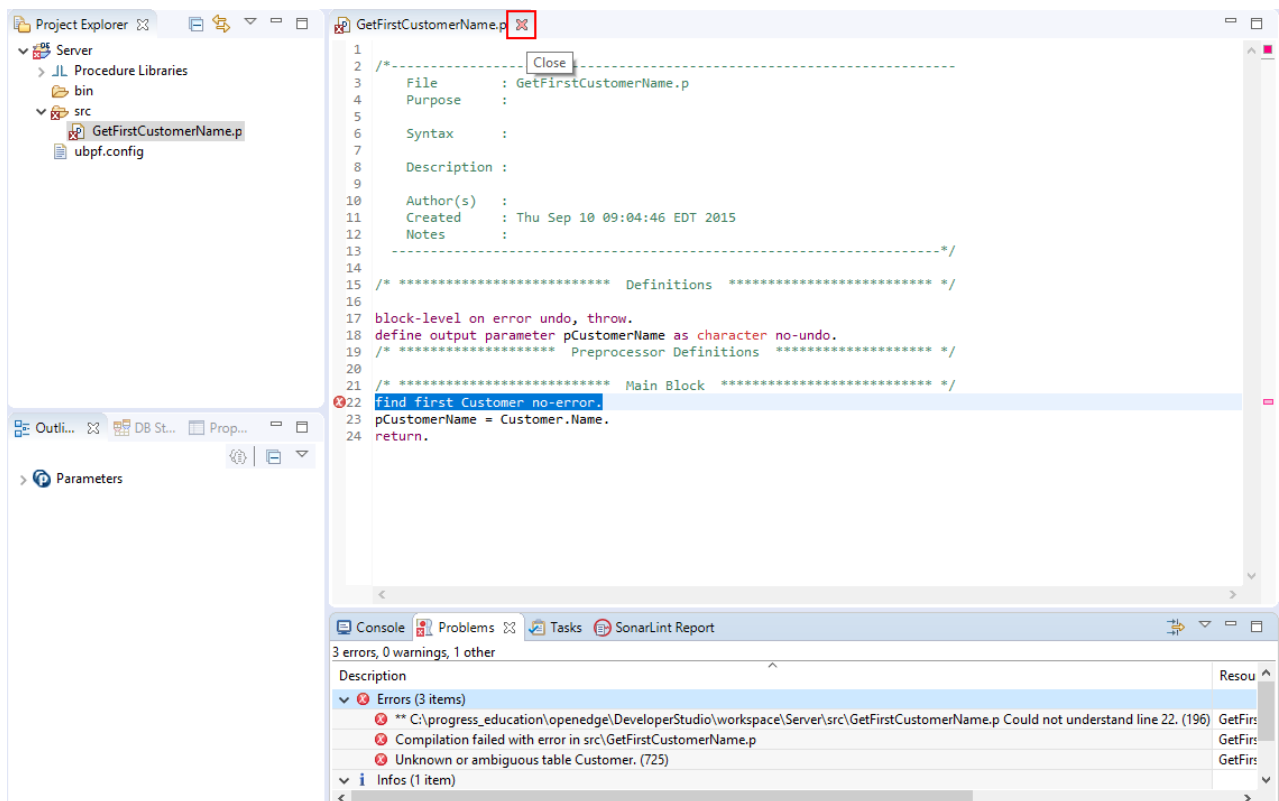 Project Explorer
Server
Procedure Libraries
bin
src
GetFirstCustomerName.p
ubpf.config
Outli...
DB St...
Prop...
Parameters
GetFirstCustomerName.p
Close
1
2 /*------------------------------------------------------------------------
3 File : GetFirstCustomerName.p
4 Purpose :
5
6 Syntax :
7
8 Description :
9
10 Author(s) :
11 Created : Thu Sep 10 09:04:46 EDT 2015
12 Notes :
13 ----------------------------------------------------------------------*/
14
15 /* *************************** Definitions ************************** */
16
17 block-level on error undo, throw.
18 define output parameter pCustomerName as character no-undo.
19 /* ******************** Preprocessor Definitions ******************** */
20
21 /* *************************** Main Block *************************** */
22 find first Customer no-error.
23 pCustomerName = Customer.Name.
24 return.
Console
Problems
Tasks
SonarLint Report
3 errors, 0 warnings, 1 other
Description Resou
Errors (3 items)
** C:\progress_education\openedge\DeveloperStudio\workspace\Server\src\GetFirstCustomerName.p Could not understand line 22. (196) GetFirs
Compilation failed with error in src\GetFirstCustomerName.p GetFirs
Unknown or ambiguous table Customer. (725) GetFirs
Infos (1 item)